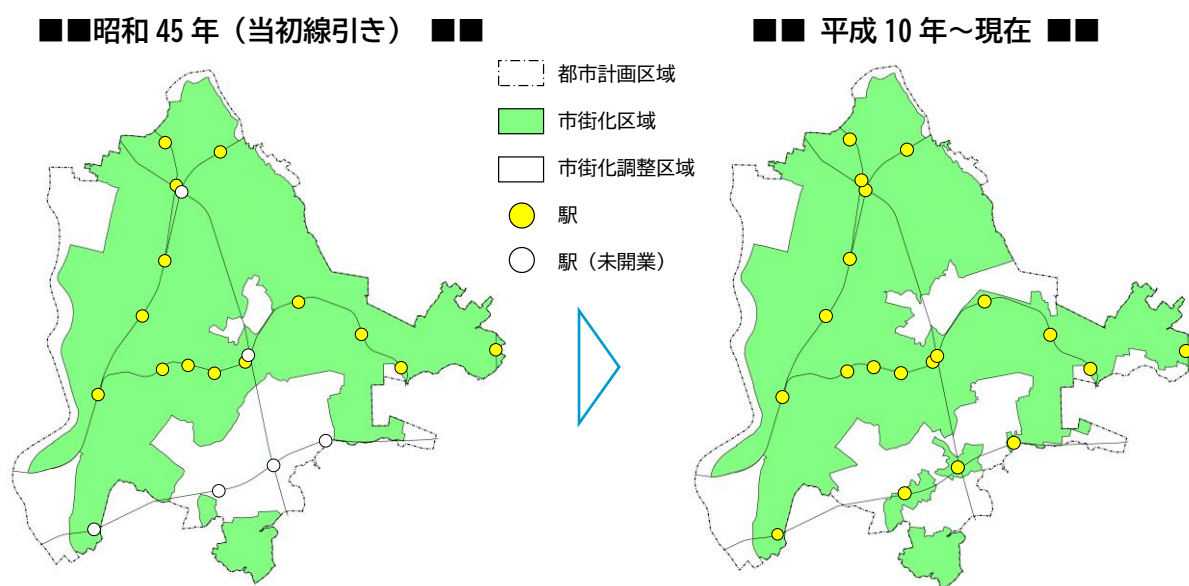 ■■昭和 45 年（当初線引き） ■■
■■ 平成 10 年～現在 ■■
都市計画区域
市街化区域
市街化調整区域
駅
駅（未開業）